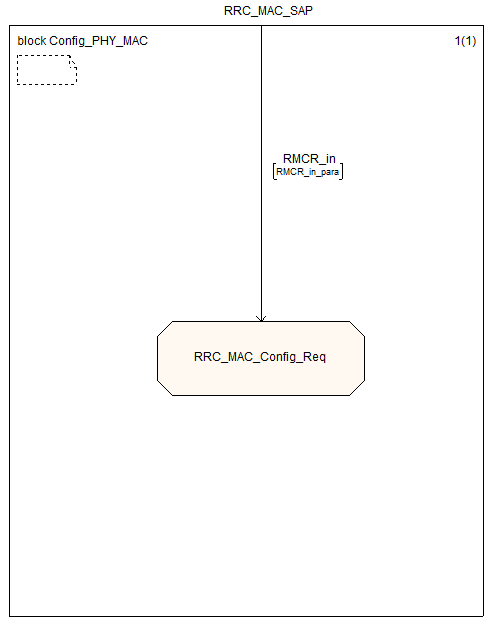 RRC_MAC_SAP
block Config_PHY_MAC
1(1)
RMCR_in
RMCR_in_para
RRC_MAC_Config_Req